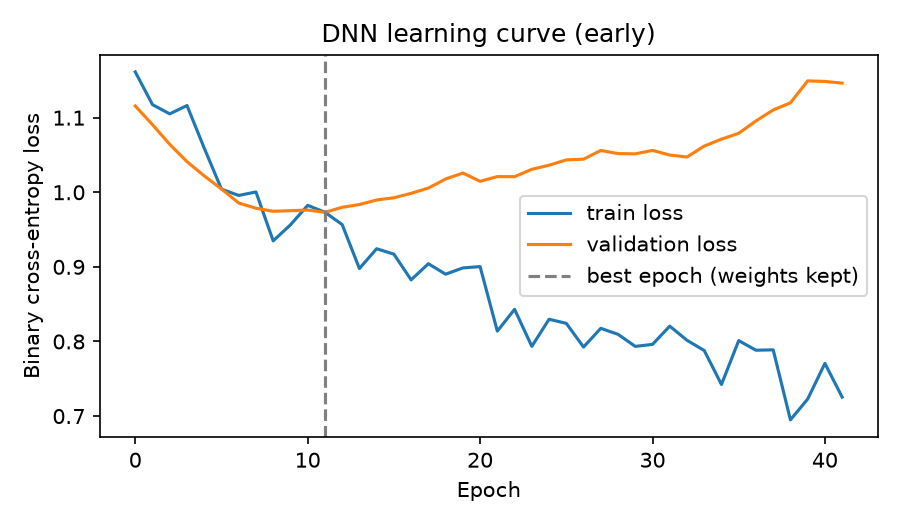 DNN learning curve (early)
Binary cross-entropy loss
1.1
1.0
0.9
0.8
0.7
train loss
validation loss
best epoch (weights kept)
0 10 20 30 40
Epoch